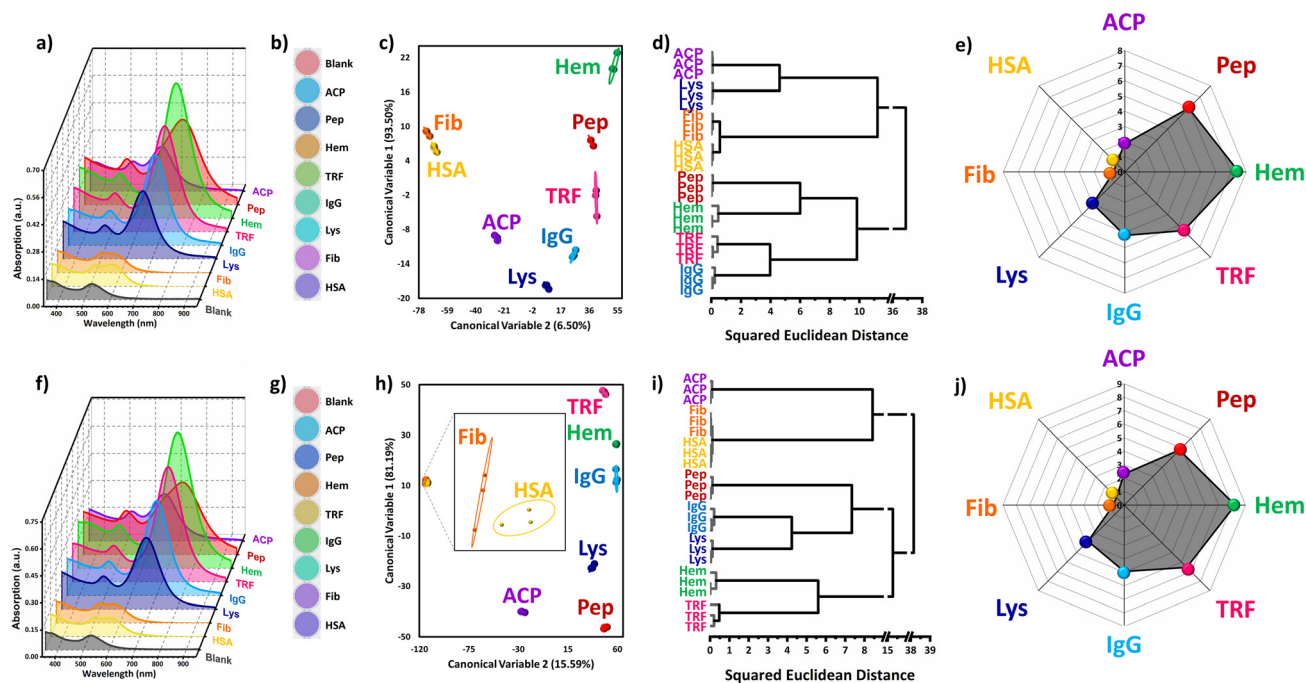 a)
0.70
0.56
0.42
0.28
0.14
0.00
Absorption (a.u.)
400 500 600 700 800 900
Wavelength (nm)
ACP
Pep
Hem
TRF
IgG
Lys
Fib
HSA
Blank
b)
Blank
ACP
Pep
Hem
TRF
IgG
Lys
Fib
HSA
c)
22
16
10
4
-2
-8
-14
-20
Canonical Variable 1 (93.50%)
Hem
Fib
Pep
HSA
TRF
ACP
IgG
Lys
-78 -59 -40 -21 -2 17 36 55
Canonical Variable 2 (6.50%)
d)
ACP
ACP
ACP
Lys
Lys
Lys
Fib
Fib
Fib
HSA
HSA
HSA
Pep
Pep
Pep
Hem
Hem
Hem
TRF
TRF
TRF
IgG
IgG
IgG
0 2 4 6 8 10 36 38
Squared Euclidean Distance
e)
ACP
Pep
Hem
TRF
IgG
Lys
Fib
HSA
8
7
6
5
4
3
2
1
0
f)
0.75
0.60
0.45
0.30
0.15
0.00
Absorption (a.u.)
400 500 600 700 800 900
Wavelength (nm)
ACP
Pep
Hem
TRF
IgG
Lys
Fib
HSA
Blank
g)
Blank
ACP
Pep
Hem
TRF
IgG
Lys
Fib
HSA
h)
50
30
10
-10
-30
-50
Canonical Variable 1 (81.19%)
TRF
Fib
Hem
IgG
HSA
Lys
ACP
Pep
-120 -30 60
Canonical Variable 2 (15.59%)
i)
ACP
ACP
ACP
Fib
Fib
Fib
HSA
HSA
HSA
Pep
Pep
Pep
IgG
IgG
IgG
Lys
Lys
Lys
Hem
Hem
Hem
TRF
TRF
TRF
0 1 2 3 4 5 6 7 8 9 15 38 39
Squared Euclidean Distance
j)
ACP
Pep
Hem
TRF
IgG
Lys
Fib
HSA
9
8
7
6
5
4
3
2
1
0